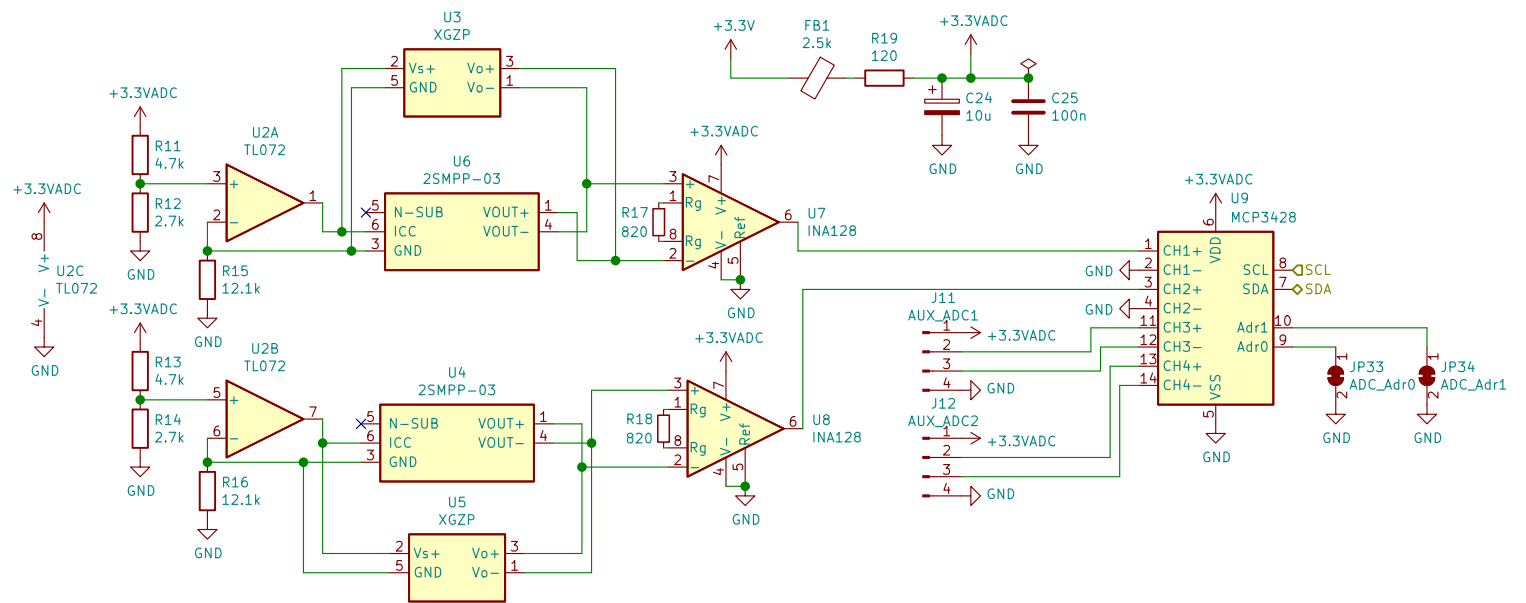 U3
XGZP
2 Vs+ Vo+ 3
5 GND Vo- 1
+3.3V
FB1
2.5k
R19
120
+3.3VADC
C24
10u
C25
100n
GND
GND
+3.3VADC
R11
4.7k
R12
2.7k
GND
U2A
TL072
3 +
2 -
1
R15
12.1k
GND
U6
2SMPP-03
5 N-SUB VOUT+ 1
6 ICC VOUT- 4
3 GND
+3.3VADC
8
V+
U2C
TL072
V-
4
GND
+3.3VADC
7
V+
3 +
1 Rg
R17
820
8 Rg
2 -
6
V-
4
Ref
5
U7
INA128
GND
+3.3VADC
R13
4.7k
R14
2.7k
GND
U2B
TL072
5 +
6 -
7
R16
12.1k
GND
U4
2SMPP-03
5 N-SUB VOUT+ 1
6 ICC VOUT- 4
3 GND
U5
XGZP
2 Vs+ Vo+ 3
5 GND Vo- 1
+3.3VADC
7
V+
3 +
1 Rg
R18
820
8 Rg
2 -
6
V-
4
Ref
5
U8
INA128
GND
J11
AUX_ADC1
1 +3.3VADC
2
3
4 GND
J12
AUX_ADC2
1 +3.3VADC
2
3
4 GND
+3.3VADC
U9
MCP3428
6
VDD
1 CH1+
GND 2 CH1-
3 CH2+
GND 4 CH2-
11 CH3+
12 CH3-
13 CH4+
14 CH4-
SCL 8 SCL
SDA 7 SDA
Adr1 10
Adr0 9
VSS
5
GND
1
JP33
ADC_Adr0
2
GND
1
JP34
ADC_Adr1
2
GND